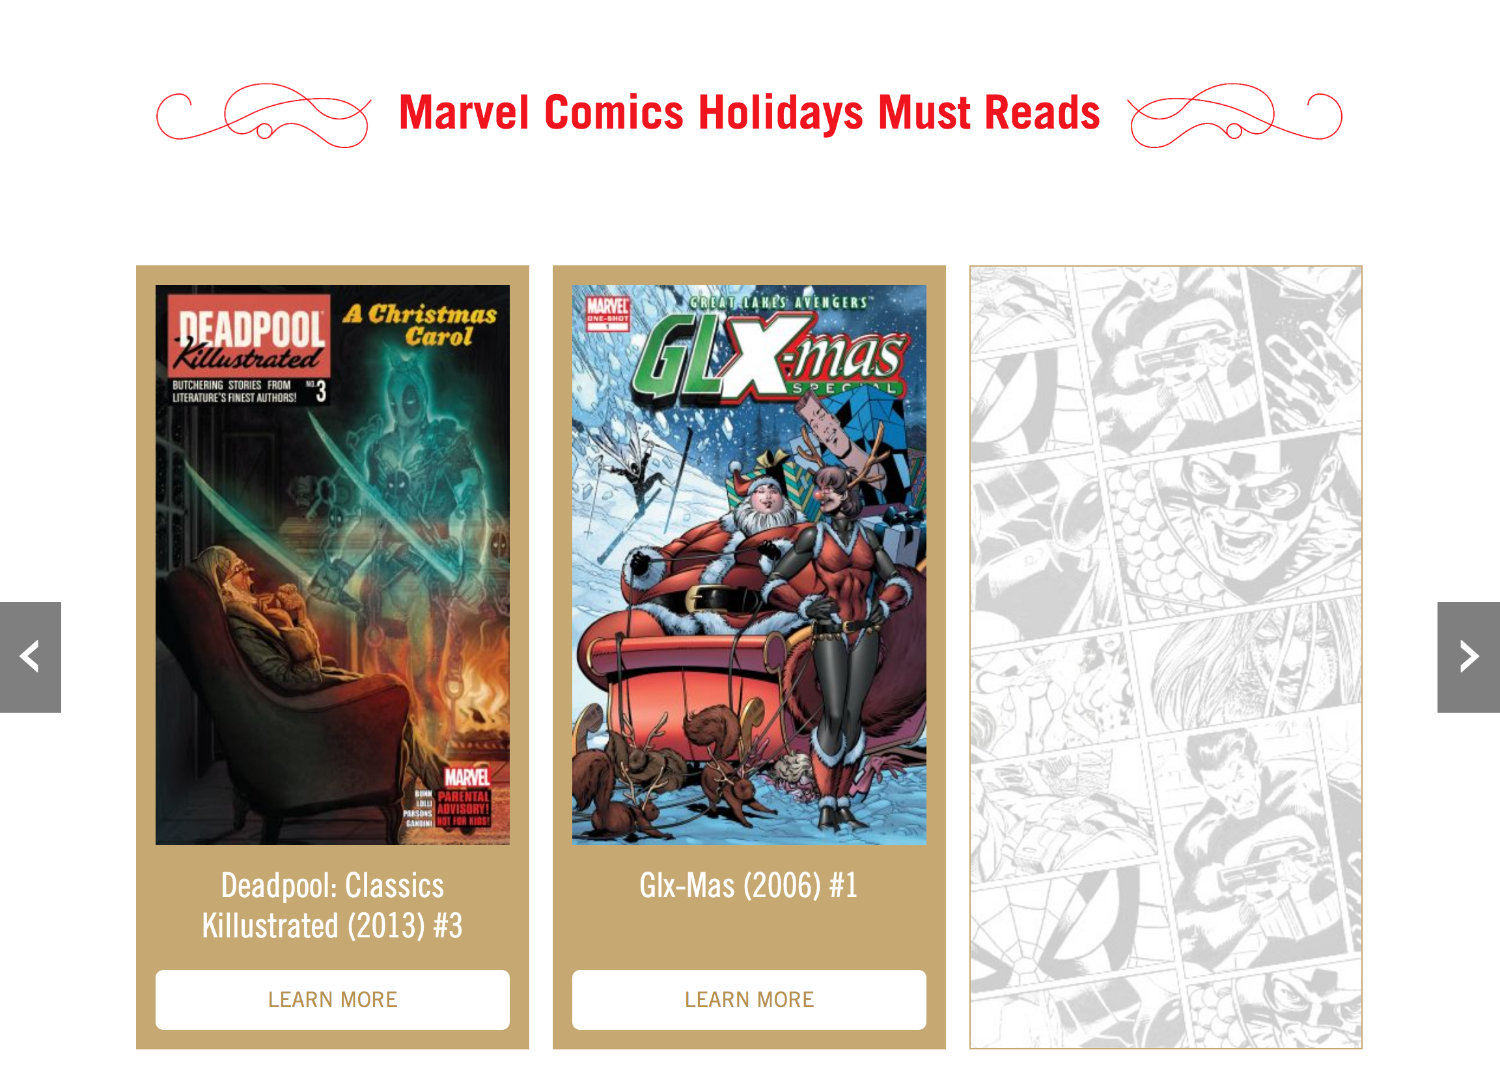 Marvel Comics Holidays Must Reads
DEADPOOL
Killustrated
BUTCHERING STORIES FROM
LITERATURE'S FINEST AUTHORS!
NO. 3
A Christmas
Carol
MARVEL
BUNN
LOLLI
PARSONS
GANDINI
PARENTAL
ADVISORY!
NOT FOR KIDS!
Deadpool: Classics
Killustrated (2013) #3
LEARN MORE
MARVEL
ONE-SHOT
1
GREAT LAKES AVENGERS™
GLX-mas
SPECIAL
Glx-Mas (2006) #1
LEARN MORE